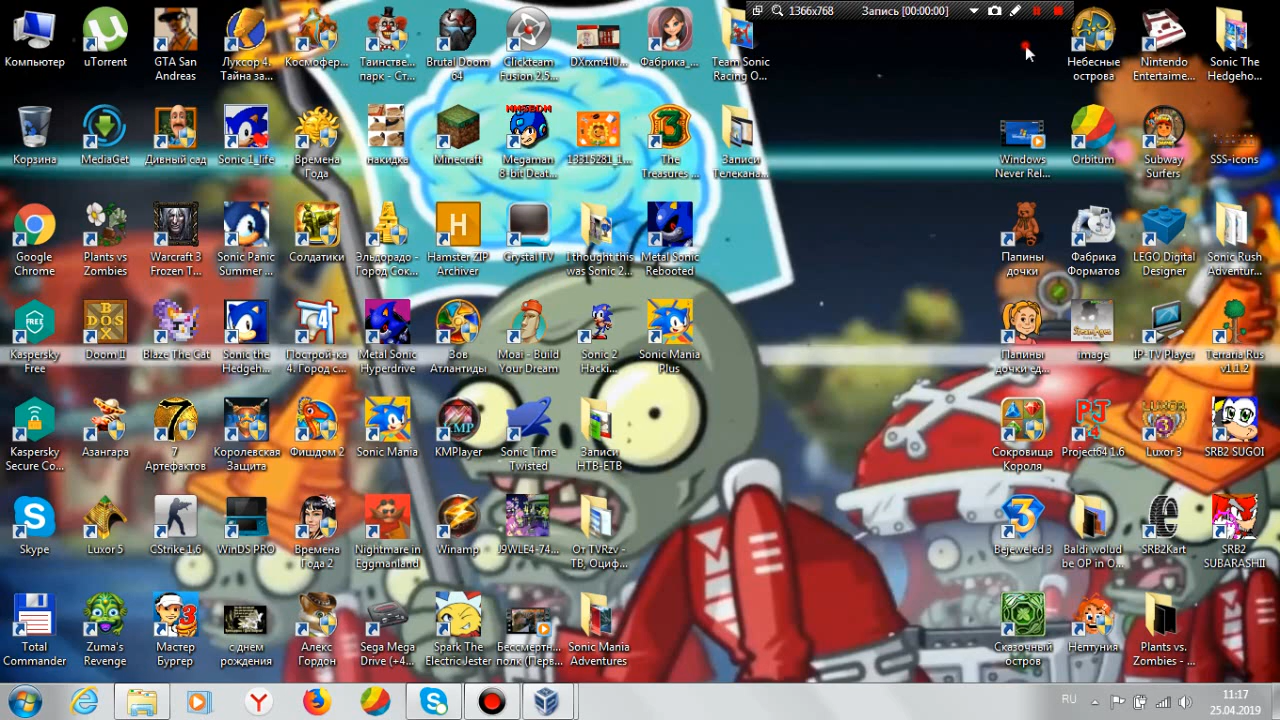 1366x768
Запись [00:00:00]
Компьютер
uTorrent
GTA San
Andreas
Луксор 4.
Тайна за...
Космофер...
Таинстве...
парк - Ст...
Brutal Doom
64
Clickteam
Fusion 2.5...
DXrxm4IU...
Фабрика_...
Team Sonic
Racing O...
Небесные
острова
Nintendo
Entertaime...
Sonic The
Hedgeho...
Корзина
MediaGet
Дивный сад
Sonic 1_life
Времена
Года
накидка
Minecraft
Megaman
8-bit Deat...
13315281_1...
The
Treasures ...
Записи
Телекана...
Windows
Never Rel...
Orbitum
Subway
Surfers
SSS-icons
Google
Chrome
Plants vs
Zombies
Warcraft 3
Frozen T...
Sonic Panic
Summer ...
Солдатики
Эльдорадо -
Город Сок...
Hamster ZIP
Archiver
Crystal TV
I thought this
was Sonic 2...
Metal Sonic
Rebooted
Папины
дочки
Фабрика
Форматов
LEGO Digital
Designer
Sonic Rush
Adventur...
FREE
Kaspersky
Free
Doom II
Blaze The Cat
Sonic the
Hedgeh...
Построй-ка
4. Город с...
Metal Sonic
Hyperdrive
Зов
Атлантиды
Moai - Build
Your Dream
Sonic 2
Hacki...
Sonic Mania
Plus
Папины
дочки ед...
image
IP-TV Player
Terraria Rus
v1.1.2
Kaspersky
Secure Co...
Азангара
7
Артефактов
Королевская
Защита
Фишдом 2
Sonic Mania
KMPlayer
Sonic Time
Twisted
Записи
НТВ-ЕТВ
Сокровища
Короля
Project64 1.6
Luxor 3
SRB2 SUGOI
Skype
Luxor 5
CStrike 1.6
WinDS PRO
Времена
Года 2
Nightmare in
Eggmanland
Winamp
J9WLE4-74...
От TVRzv -
ТВ, Оциф...
Bejeweled 3
Baldi wolud
be OP in O...
SRB2Kart
SRB2
SUBARASHII
Total
Commander
Zuma's
Revenge
Мастер
Бургер
с днем
рождения
Алекс
Гордон
Sega Mega
Drive (+4...
Spark The
Electric Jester
Бессмертн...
полк (Перв...
Sonic Mania
Adventures
Сказочный
остров
Нептуния
Plants vs.
Zombies - ...
RU
11:17
25.04.2019